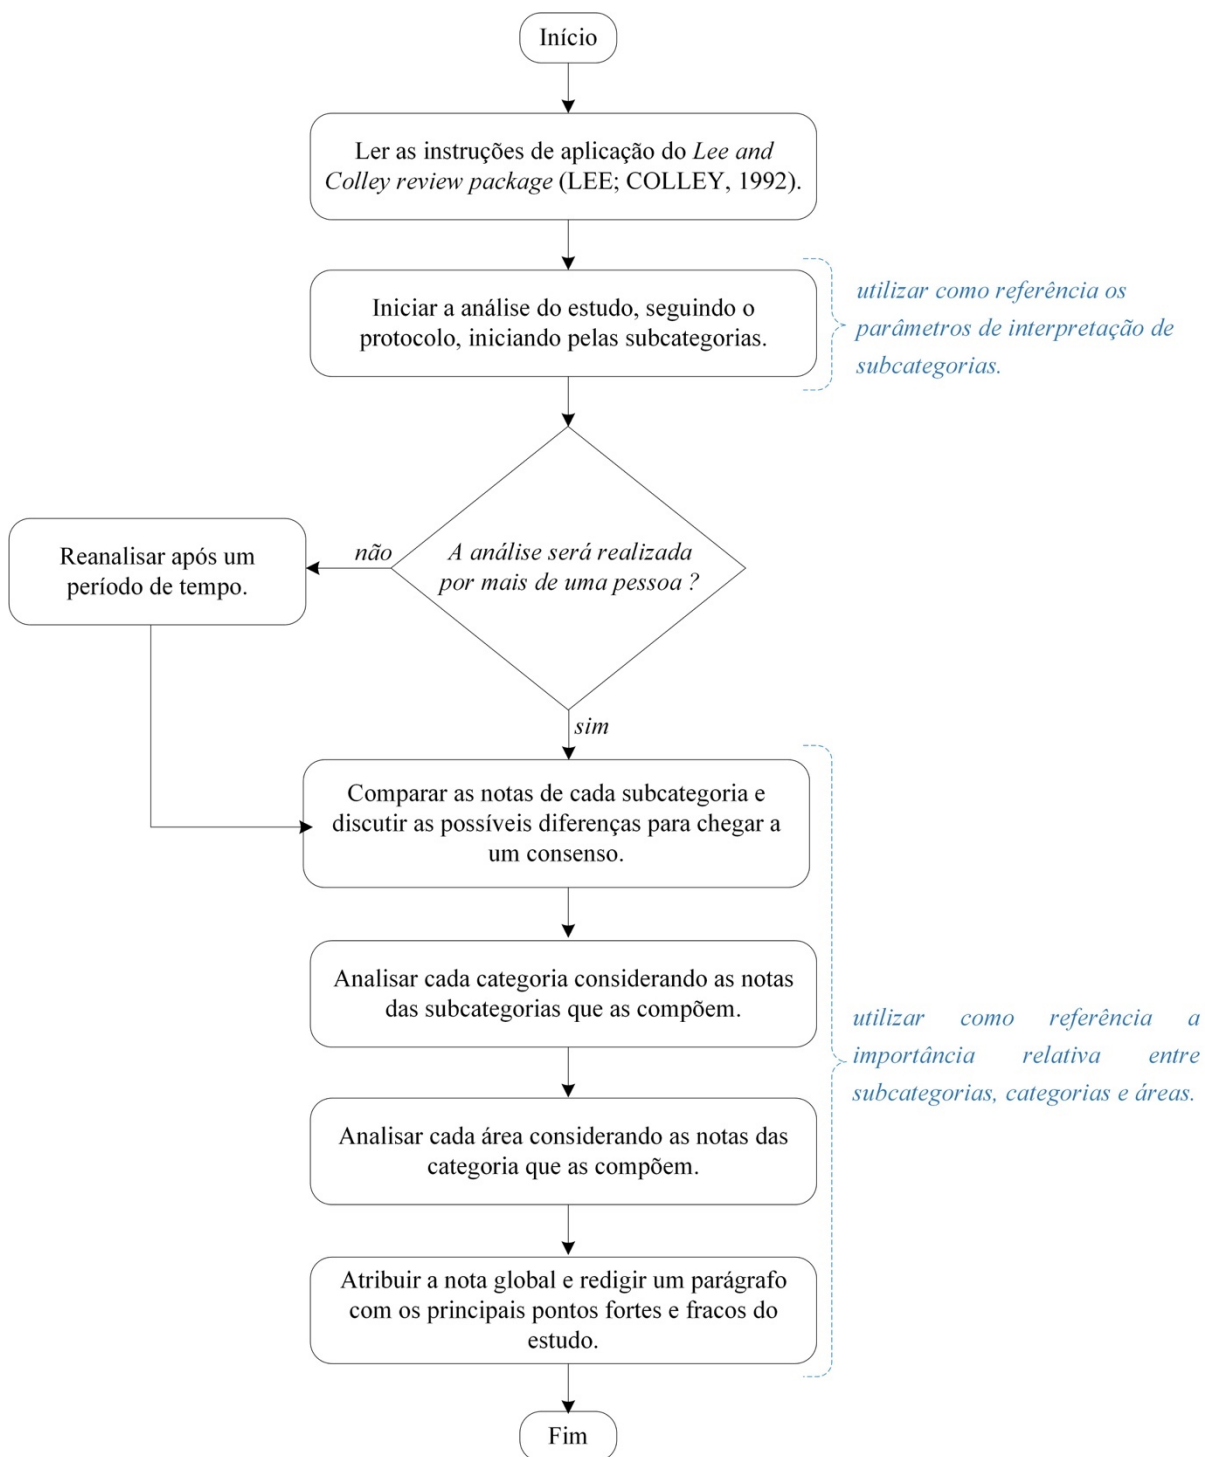 Início
Ler as instruções de aplicação do Lee and
Colley review package (LEE; COLLEY, 1992).
Iniciar a análise do estudo, seguindo o
protocolo, iniciando pelas subcategorias.
utilizar como referência os
parâmetros de interpretação de
subcategorias.
A análise será realizada
por mais de uma pessoa ?
não
Reanalisar após um
período de tempo.
sim
Comparar as notas de cada subcategoria e
discutir as possíveis diferenças para chegar a
um consenso.
Analisar cada categoria considerando as notas
das subcategorias que as compõem.
utilizar como referência a
importância relativa entre
subcategorias, categorias e áreas.
Analisar cada área considerando as notas das
categoria que as compõem.
Atribuir a nota global e redigir um parágrafo
com os principais pontos fortes e fracos do
estudo.
Fim